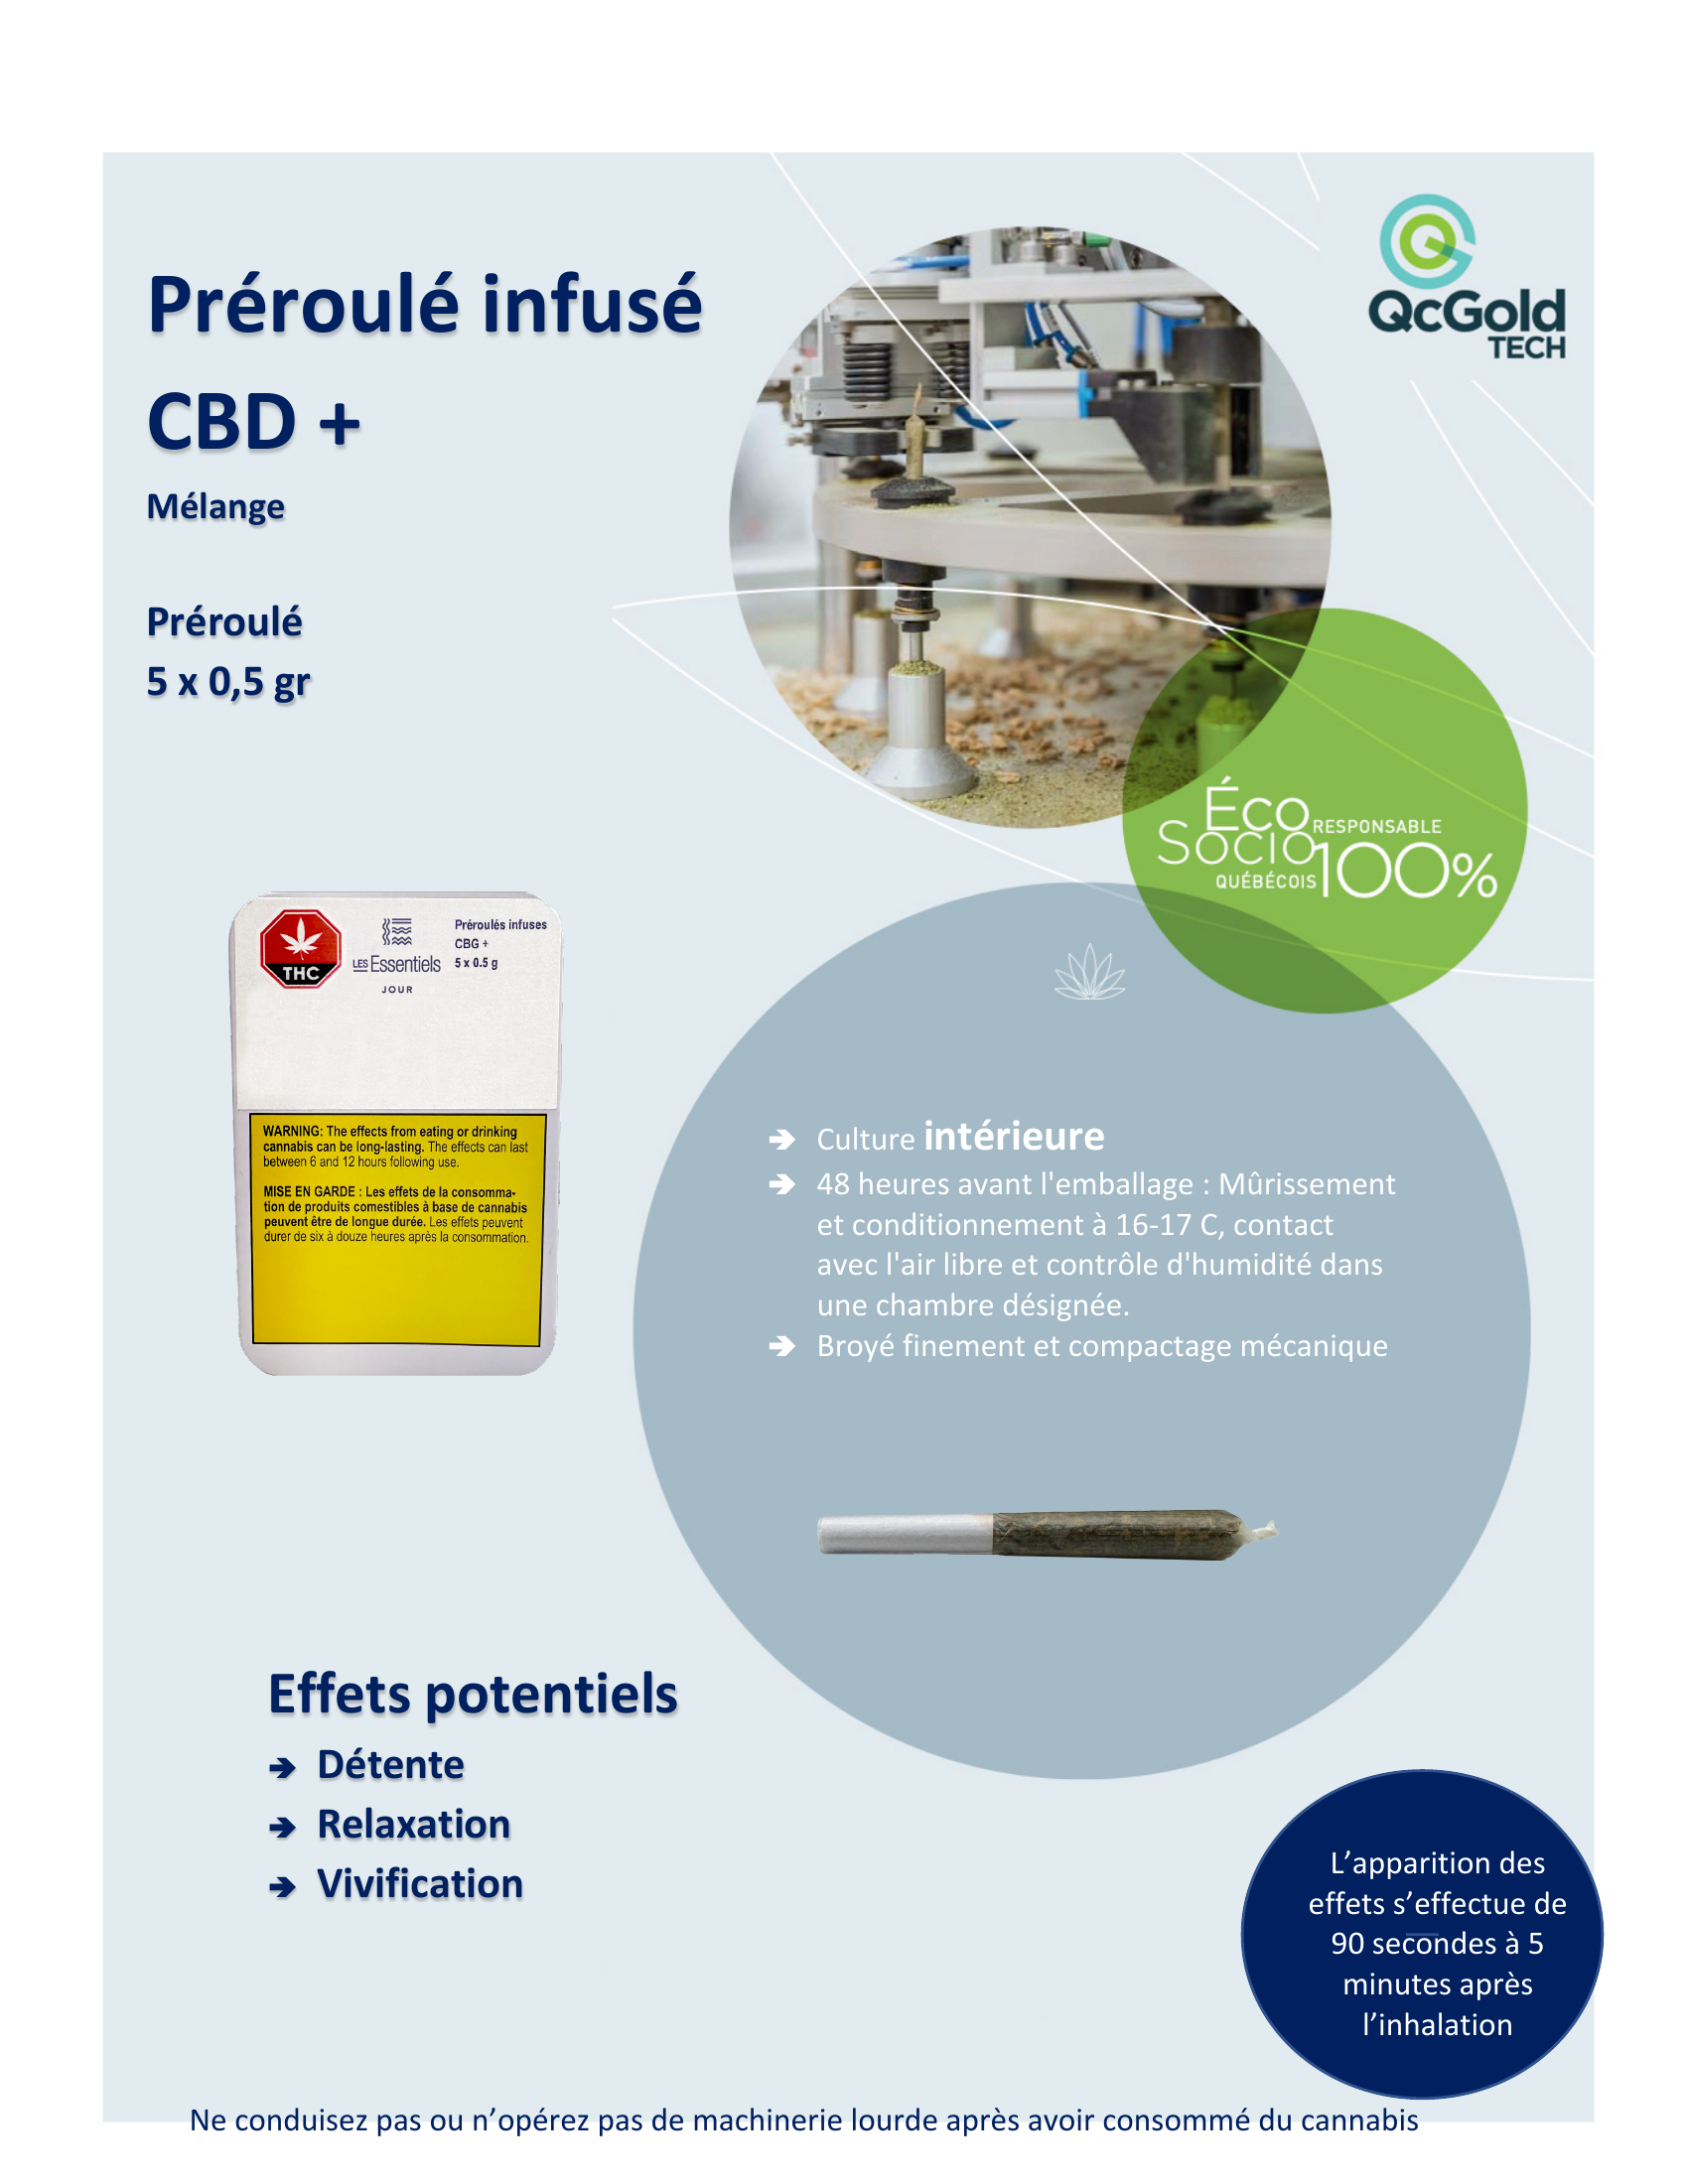 Préroulé infusé
CBD +
Mélange
Préroulé
5 x 0,5 gr
QcGold
TECH
Éco
Socio
RESPONSABLE
QUÉBÉCOIS
100%
THC
LES Essentiels
JOUR
Préroulés infuses
CBG +
5 x 0.5 g
WARNING: The effects from eating or drinking
cannabis can be long-lasting. The effects can last
between 6 and 12 hours following use.
MISE EN GARDE : Les effets de la consomma-
tion de produits comestibles à base de cannabis
peuvent être de longue durée. Les effets peuvent
durer de six à douze heures après la consommation.
➔ Culture intérieure
➔ 48 heures avant l'emballage : Mûrissement
et conditionnement à 16-17 C, contact
avec l'air libre et contrôle d'humidité dans
une chambre désignée.
➔ Broyé finement et compactage mécanique
Effets potentiels
➔ Détente
➔ Relaxation
➔ Vivification
L’apparition des
effets s’effectue de
90 secondes à 5
minutes après
l’inhalation
Ne conduisez pas ou n’opérez pas de machinerie lourde après avoir consommé du cannabis